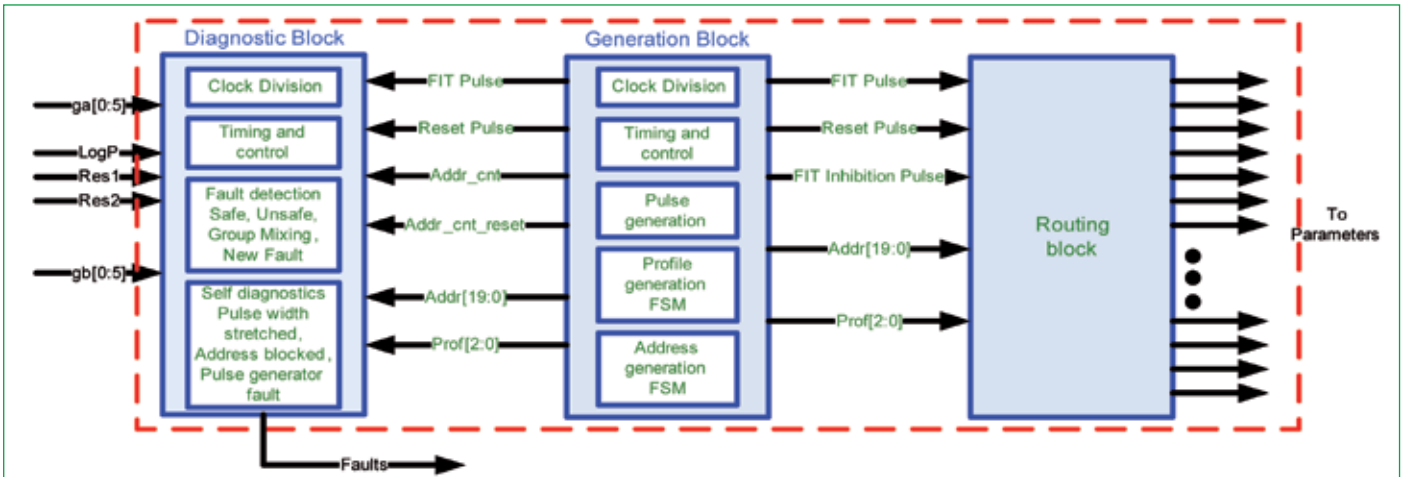 Diagnostic Block
Generation Block
Clock Division
Timing and
control
Fault detection
Safe, Unsafe,
Group Mixing,
New Fault
Self diagnostics
Pulse width
stretched,
Address blocked,
Pulse generator
fault
ga[0:5]
LogP
Res1
Res2
gb[0:5]
FIT Pulse
Reset Pulse
Addr_cnt
Addr_cnt_reset
Addr[19:0]
Prof[2:0]
Clock Division
Timing and
control
Pulse
generation
Profile
generation
FSM
Address
generation
FSM
FIT Pulse
Reset Pulse
FIT Inhibition Pulse
Addr[19:0]
Prof[2:0]
Routing
block
To
Parameters
Faults